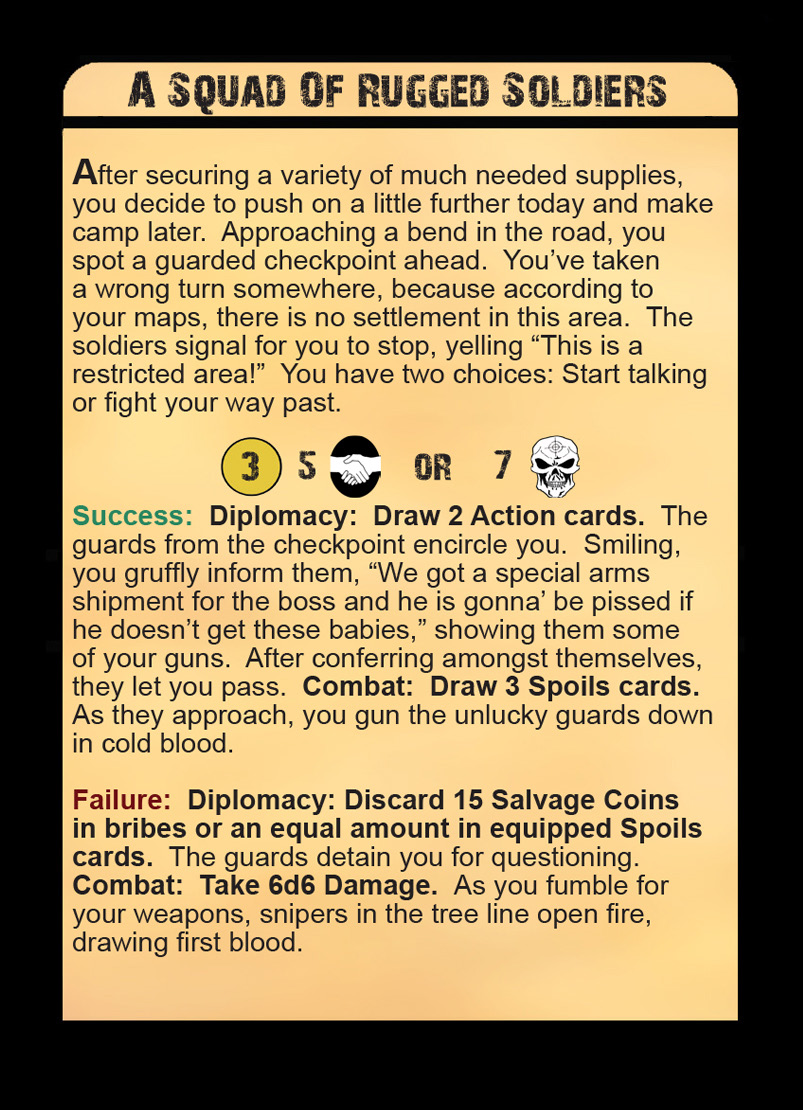 A Squad Of Rugged Soldiers
After securing a variety of much needed supplies,
you decide to push on a little further today and make
camp later.  Approaching a bend in the road, you
spot a guarded checkpoint ahead.  You’ve taken
a wrong turn somewhere, because according to
your maps, there is no settlement in this area.  The
soldiers signal for you to stop, yelling “This is a
restricted area!”  You have two choices: Start talking
or fight your way past.
3 5 OR 7
Success:  Diplomacy:  Draw 2 Action cards.  The
guards from the checkpoint encircle you.  Smiling,
you gruffly inform them, “We got a special arms
shipment for the boss and he is gonna’ be pissed if
he doesn’t get these babies,” showing them some
of your guns.  After conferring amongst themselves,
they let you pass.  Combat:  Draw 3 Spoils cards.
As they approach, you gun the unlucky guards down
in cold blood.
Failure:  Diplomacy: Discard 15 Salvage Coins
in bribes or an equal amount in equipped Spoils
cards.  The guards detain you for questioning.
Combat:  Take 6d6 Damage.  As you fumble for
your weapons, snipers in the tree line open fire,
drawing first blood.